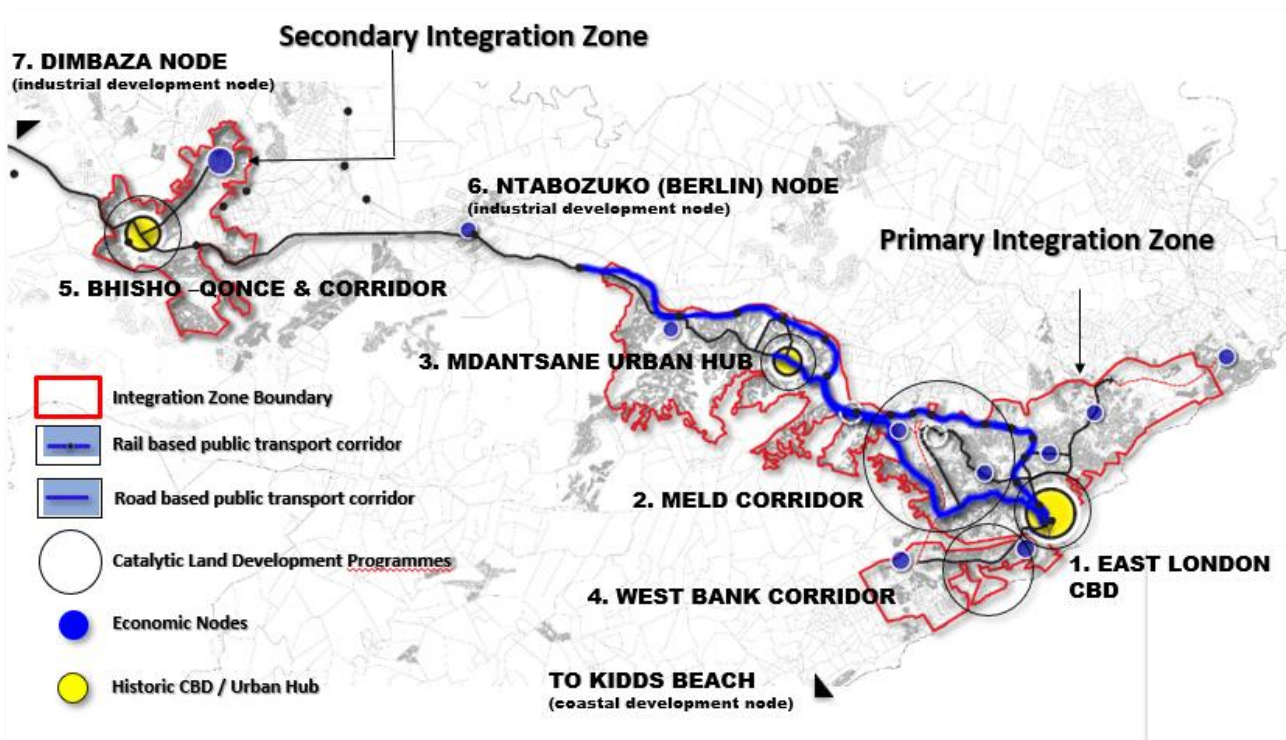 Secondary Integration Zone
7. DIMBAZA NODE
(industrial development node)
6. NTABOZUKO (BERLIN) NODE
(industrial development node)
Primary Integration Zone
5. BHISHO –QONCE & CORRIDOR
3. MDANTSANE URBAN HUB
Integration Zone Boundary
Rail based public transport corridor
Road based public transport corridor
2. MELD CORRIDOR
Catalytic Land Development Programmes
1. EAST LONDON
CBD
4. WEST BANK CORRIDOR
Economic Nodes
Historic CBD / Urban Hub
TO KIDDS BEACH
(coastal development node)